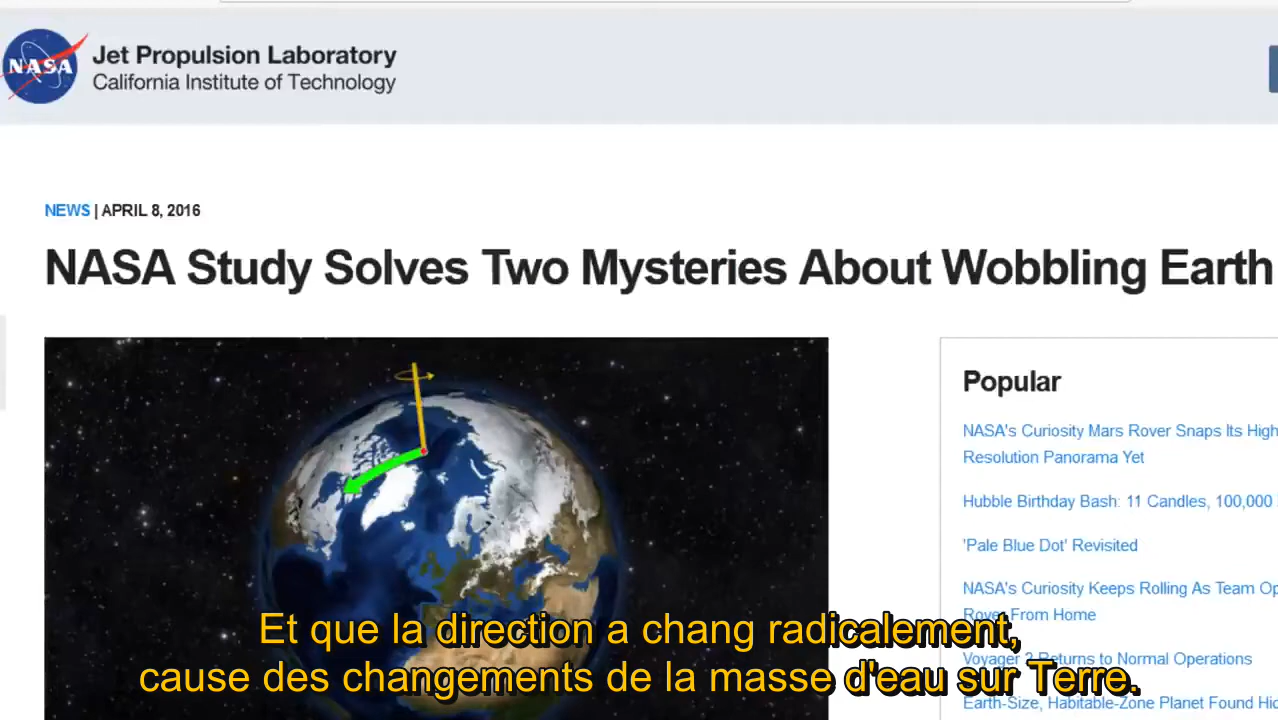 NASA
Jet Propulsion Laboratory
California Institute of Technology
NEWS | APRIL 8, 2016
NASA Study Solves Two Mysteries About Wobbling Earth
Popular
NASA's Curiosity Mars Rover Snaps Its High
Resolution Panorama Yet
Hubble Birthday Bash: 11 Candles, 100,000
'Pale Blue Dot' Revisited
NASA's Curiosity Keeps Rolling As Team Op
Rover From Home
Voyager 2 Returns to Normal Operations
Earth-Size, Habitable-Zone Planet Found Hid
Et que la direction a chang radicalement,
cause des changements de la masse d'eau sur Terre.